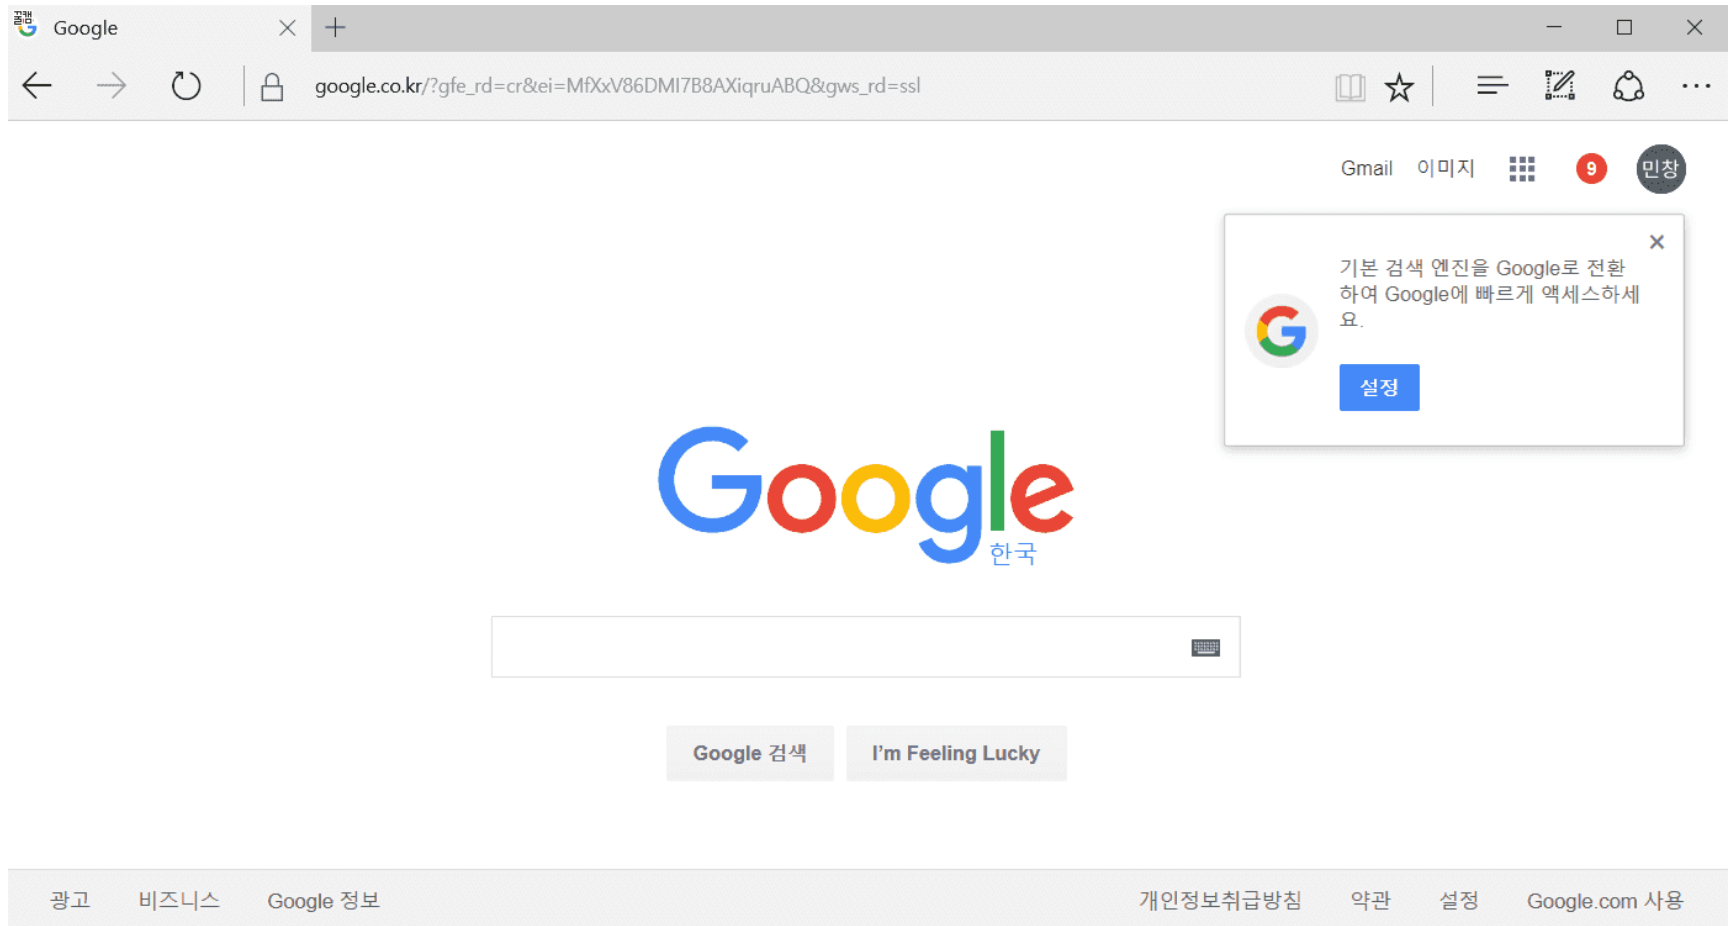 꿀캠
Google
google.co.kr/?gfe_rd=cr&ei=MfXxV86DMI7B8AXiqruABQ&gws_rd=ssl
Gmail 이미지 9 민창
기본 검색 엔진을 Google로 전환
하여 Google에 빠르게 액세스하세
요.
설정
Google
한국
Google 검색 I'm Feeling Lucky
광고 비즈니스 Google 정보 개인정보취급방침 약관 설정 Google.com 사용